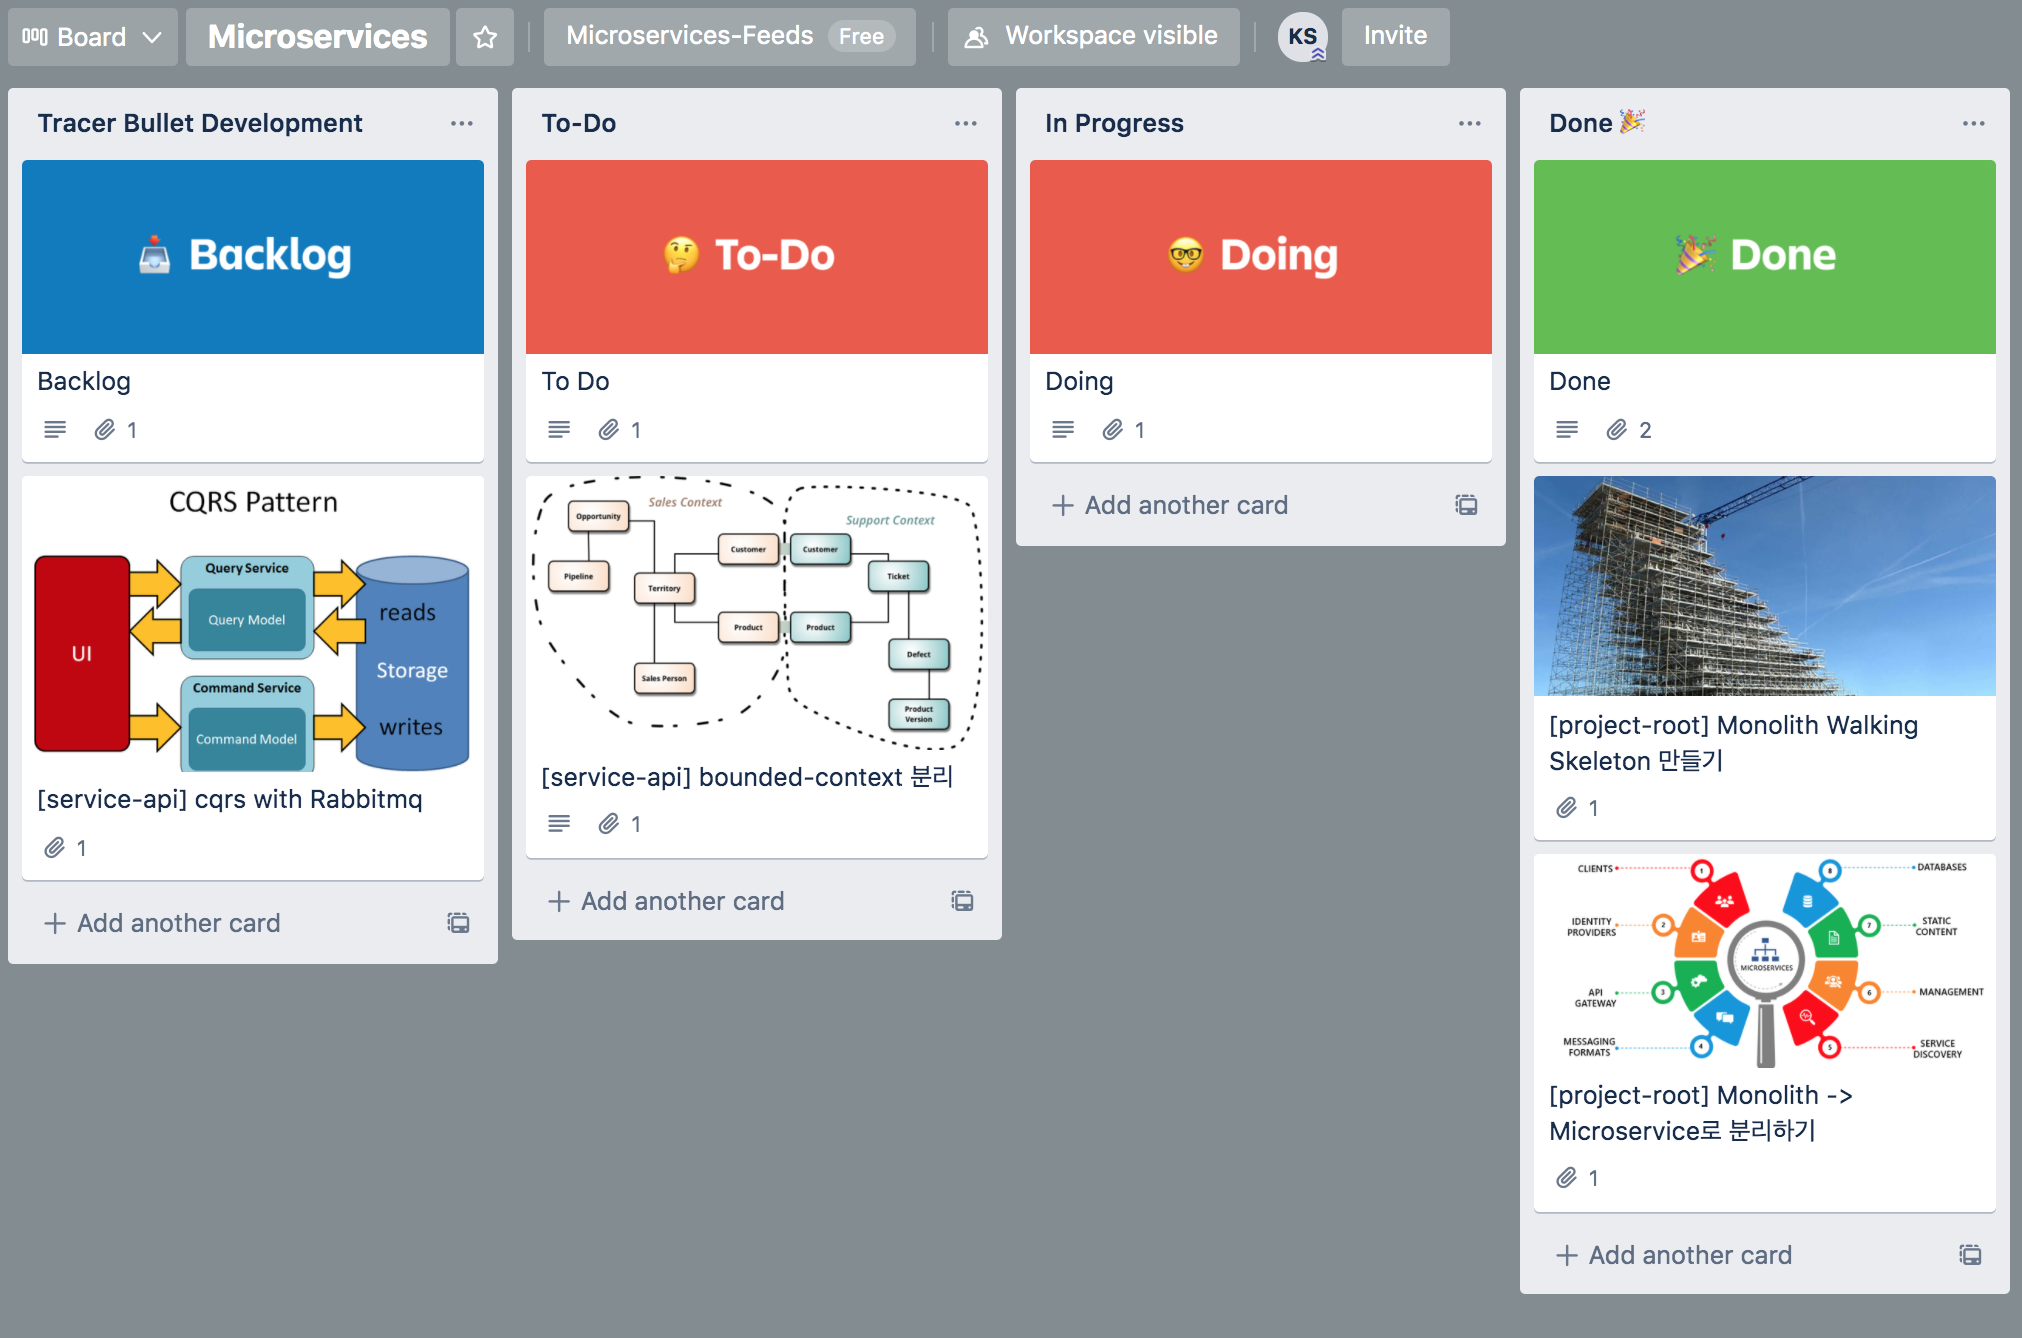 Board
Microservices
Microservices-Feeds Free
Workspace visible
KS
Invite
Tracer Bullet Development
Backlog
Backlog
1
CQRS Pattern
UI
Query Service
Query Model
Command Service
Command Model
reads
Storage
writes
[service-api] cqrs with Rabbitmq
1
Add another card
To-Do
To-Do
To Do
1
Sales Context
Opportunity
Pipeline
Territory
Customer
Product
Sales Person
Support Context
Customer
Ticket
Product
Defect
Product
Version
[service-api] bounded-context 분리
1
Add another card
In Progress
Doing
Doing
1
Add another card
Done
Done
Done
2
[project-root] Monolith Walking
Skeleton 만들기
1
CLIENTS
1
IDENTITY
PROVIDERS
2
API
GATEWAY
3
MESSAGING
FORMATS
4
MICROSERVICES
8
DATABASES
7
STATIC
CONTENT
6
MANAGEMENT
5
SERVICE
DISCOVERY
[project-root] Monolith ->
Microservice로 분리하기
1
Add another card